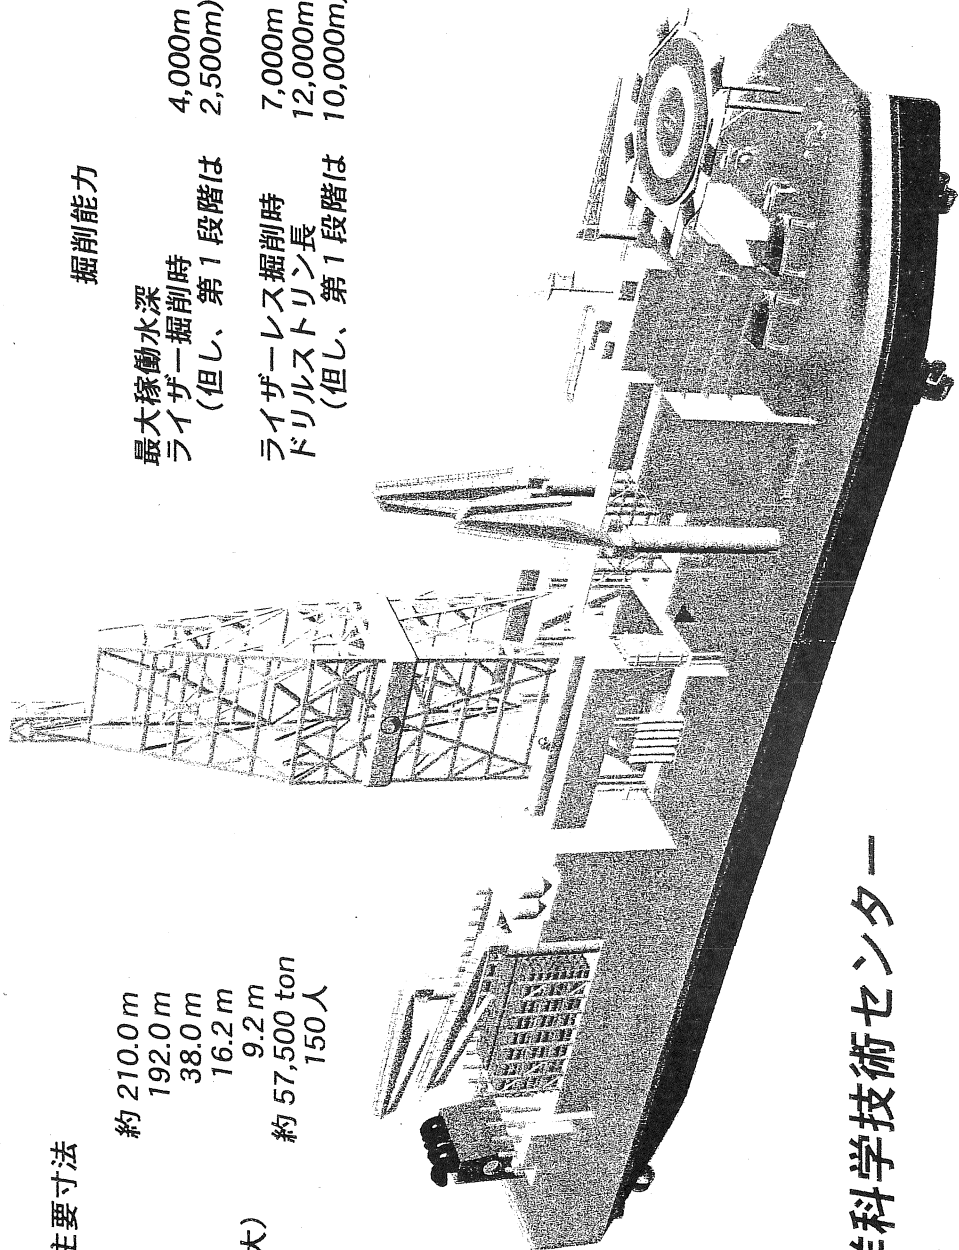 主要寸法
約 210.0 m
192.0 m
38.0 m
16.2 m
9.2 m
約 57,500 ton
大) 150人
掘削能力
最大稼働水深
ライザー掘削時 4,000m
(但し、第1段階は 2,500m)
ライザーレス掘削時 7,000m
ドリルストリング長 12,000m
(但し、第1段階は 10,000m)
科学技術センター